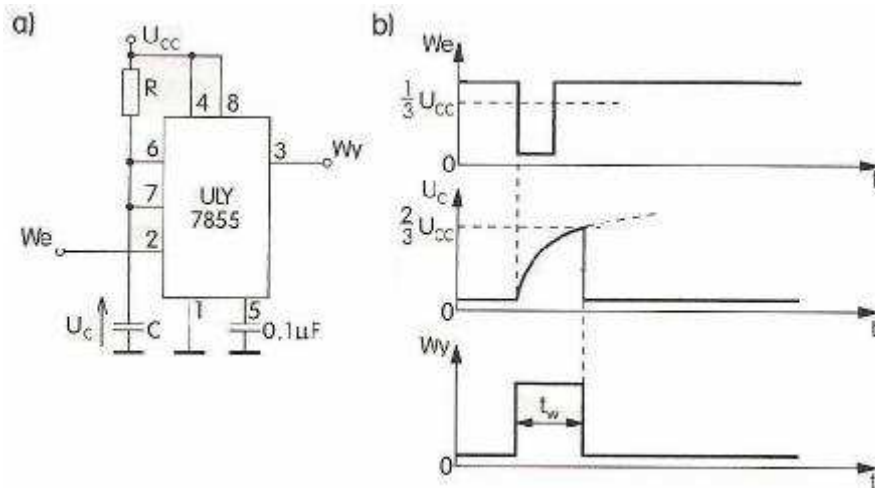 a)
U_CC
R
4 8
6
7
3 Wy
ULY
7855
We
2
1 5
U_C C 0,1µF
b)
We
1/3 U_CC
0
t
U_C
2/3 U_CC
0
t
Wy
t_w
0
t